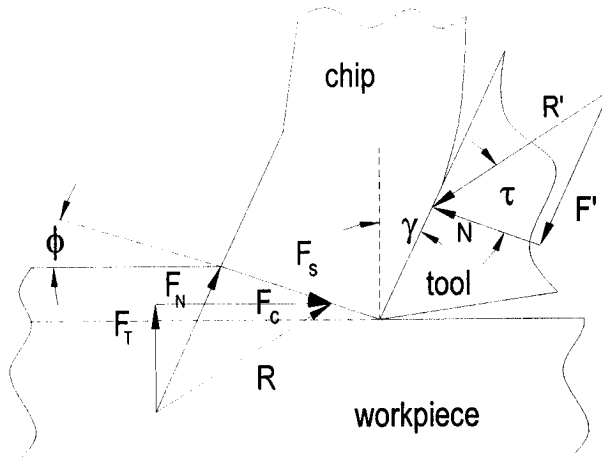 chip
R'
τ
F'
ϕ
γ
N
F_s
F_N
F_C
tool
F_T
R
workpiece